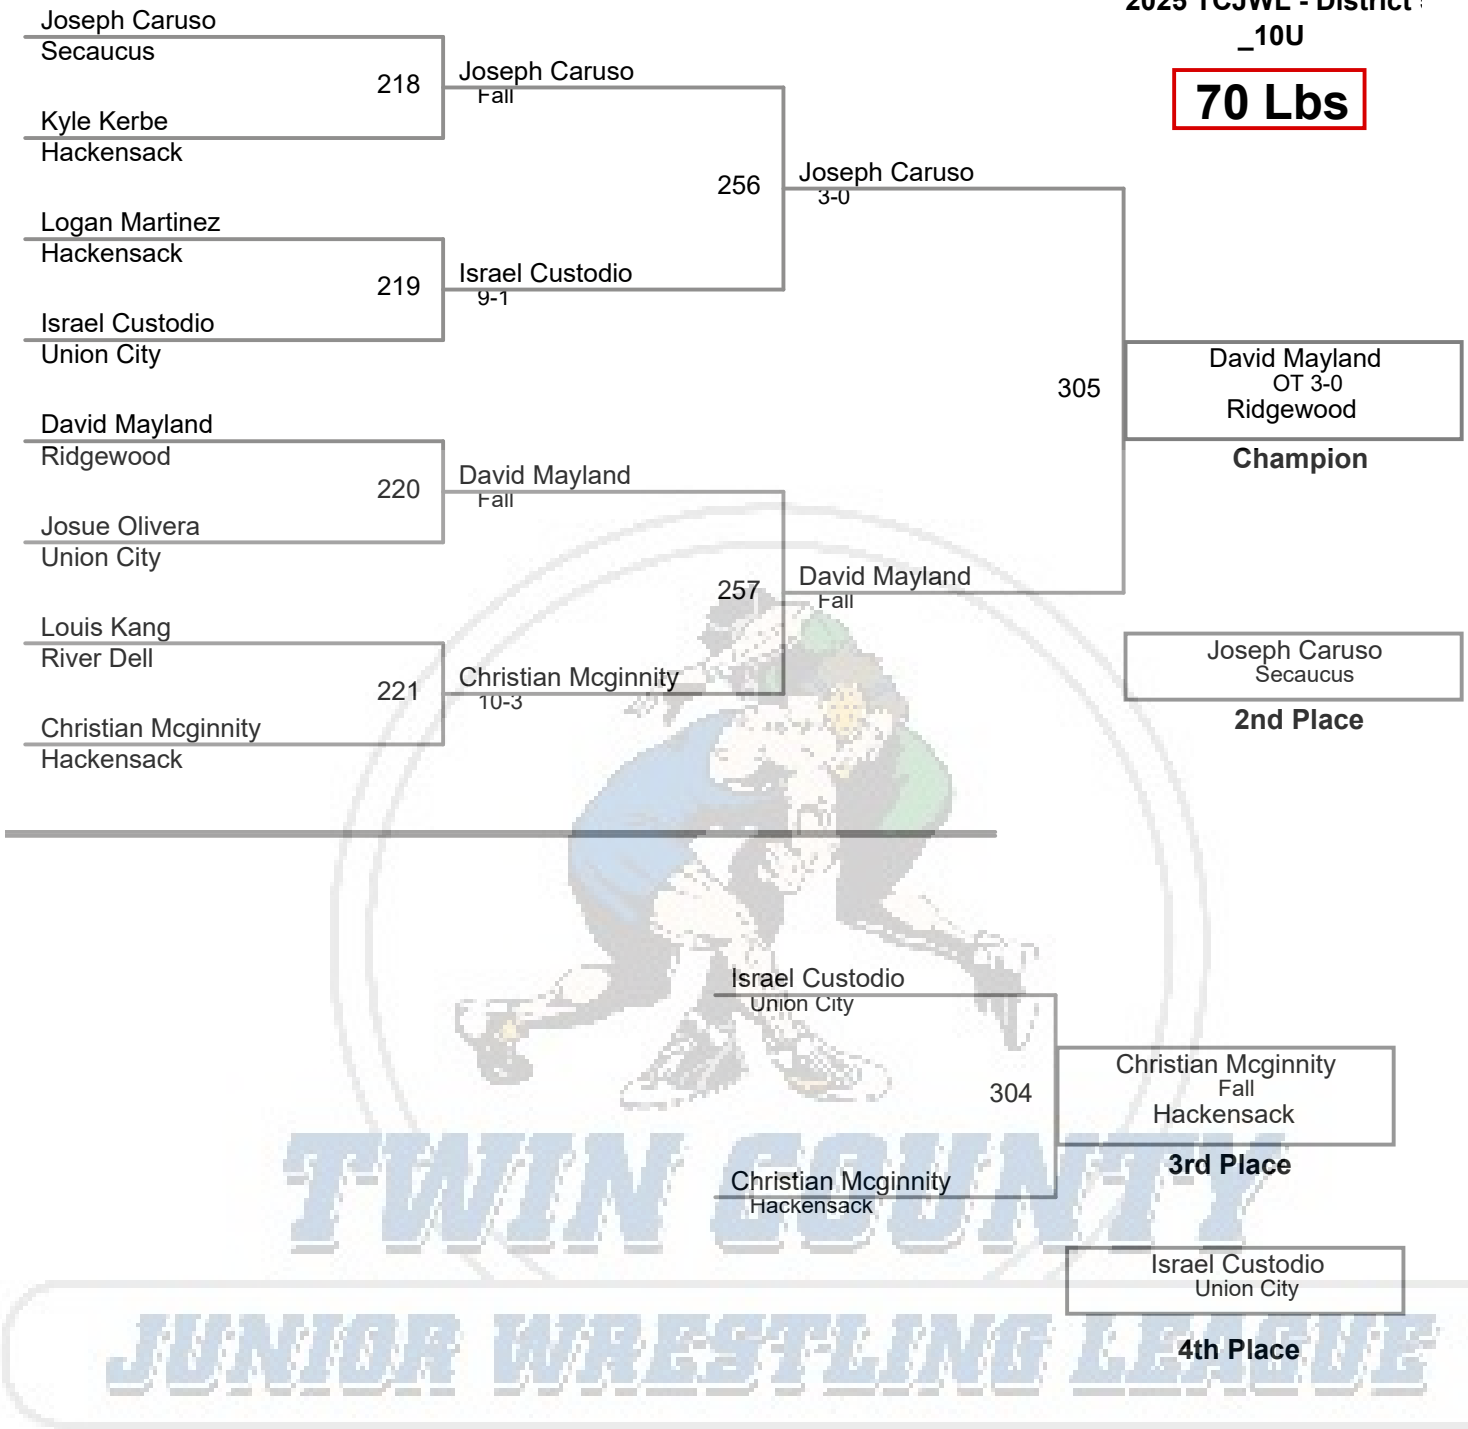 2025 TCJWL - District
_10U
70 Lbs
Joseph Caruso
Secaucus
218
Kyle Kerbe
Hackensack
Joseph Caruso
Fall
Logan Martinez
Hackensack
219
Israel Custodio
Union City
Israel Custodio
9-1
256
Joseph Caruso
3-0
David Mayland
Ridgewood
220
Josue Olivera
Union City
David Mayland
Fall
Louis Kang
River Dell
221
Christian Mcginnity
Hackensack
Christian Mcginnity
10-3
257
David Mayland
Fall
305
David Mayland
OT 3-0
Ridgewood
Champion
Joseph Caruso
Secaucus
2nd Place
Israel Custodio
Union City
304
Christian Mcginnity
Hackensack
Christian Mcginnity
Fall
Hackensack
3rd Place
Israel Custodio
Union City
4th Place
TWIN COUNTY
JUNIOR WRESTLING LEAGUE